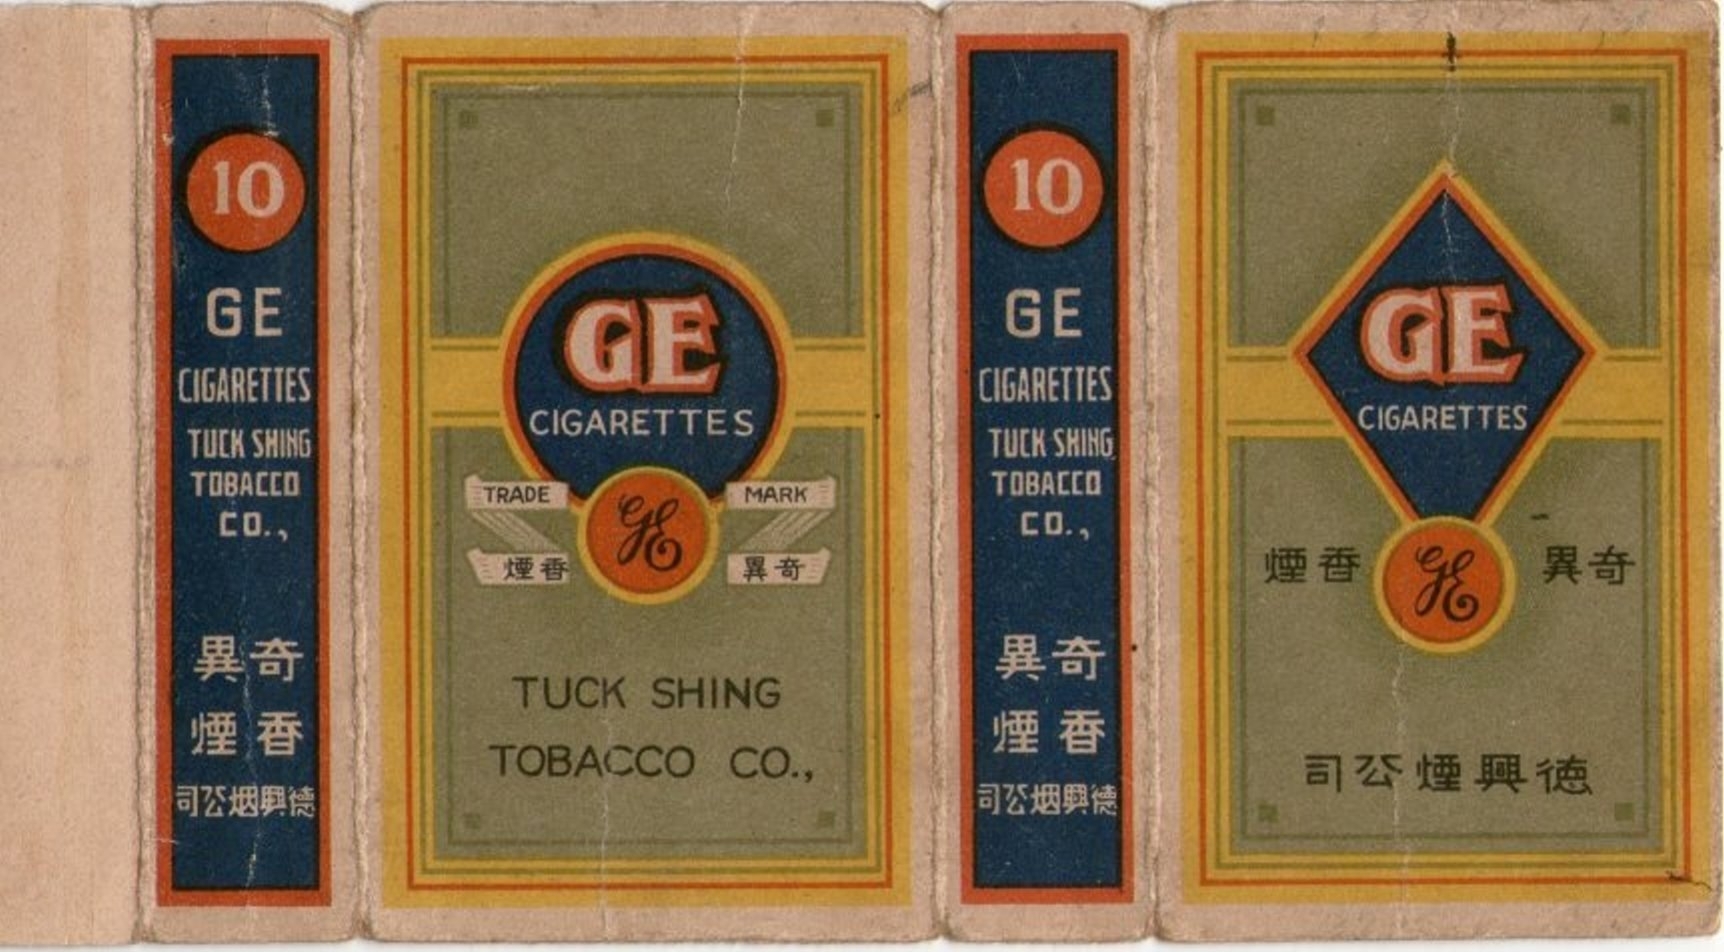 10
GE
CIGARETTES
TUCK SHING
TOBACCO
CO.,
奇異
香煙
德興烟公司
GE
CIGARETTES
TRADE MARK
GE
奇異 香煙
TUCK SHING
TOBACCO CO.,
10
GE
CIGARETTES
TUCK SHING
TOBACCO
CO.,
奇異
香煙
德興烟公司
GE
CIGARETTES
GE
奇異 香煙
德興煙公司